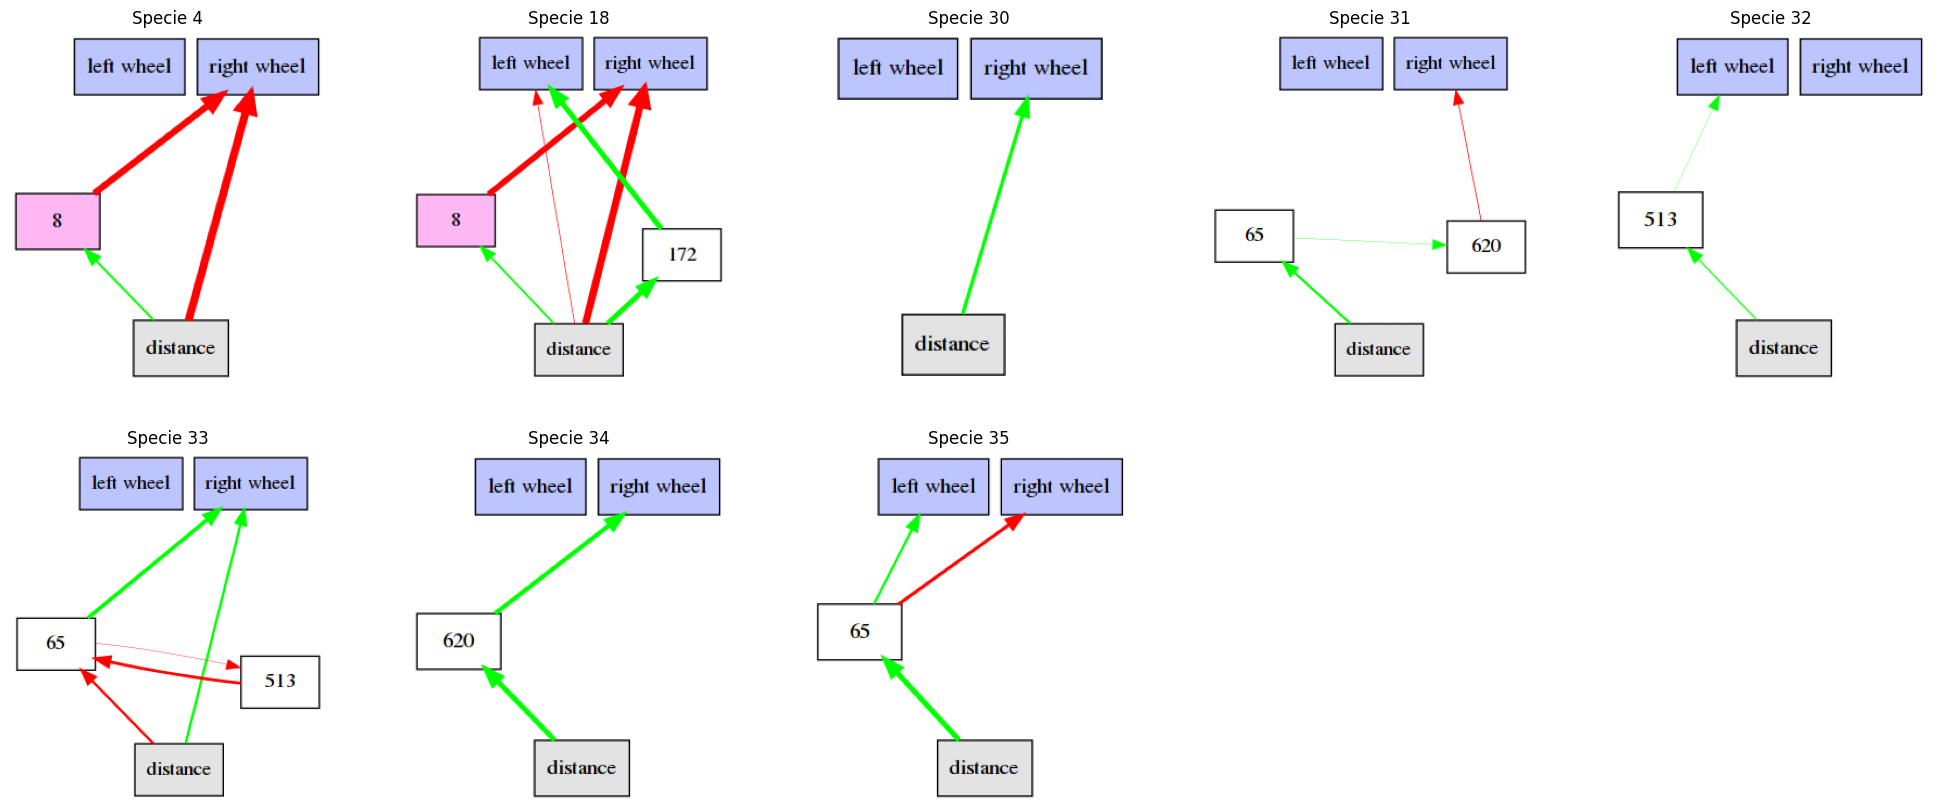 Specie 4
left wheel
right wheel
8
distance
Specie 18
left wheel
right wheel
8
172
distance
Specie 30
left wheel
right wheel
distance
Specie 31
left wheel
right wheel
65
620
distance
Specie 32
left wheel
right wheel
513
distance
Specie 33
left wheel
right wheel
65
513
distance
Specie 34
left wheel
right wheel
620
distance
Specie 35
left wheel
right wheel
65
distance